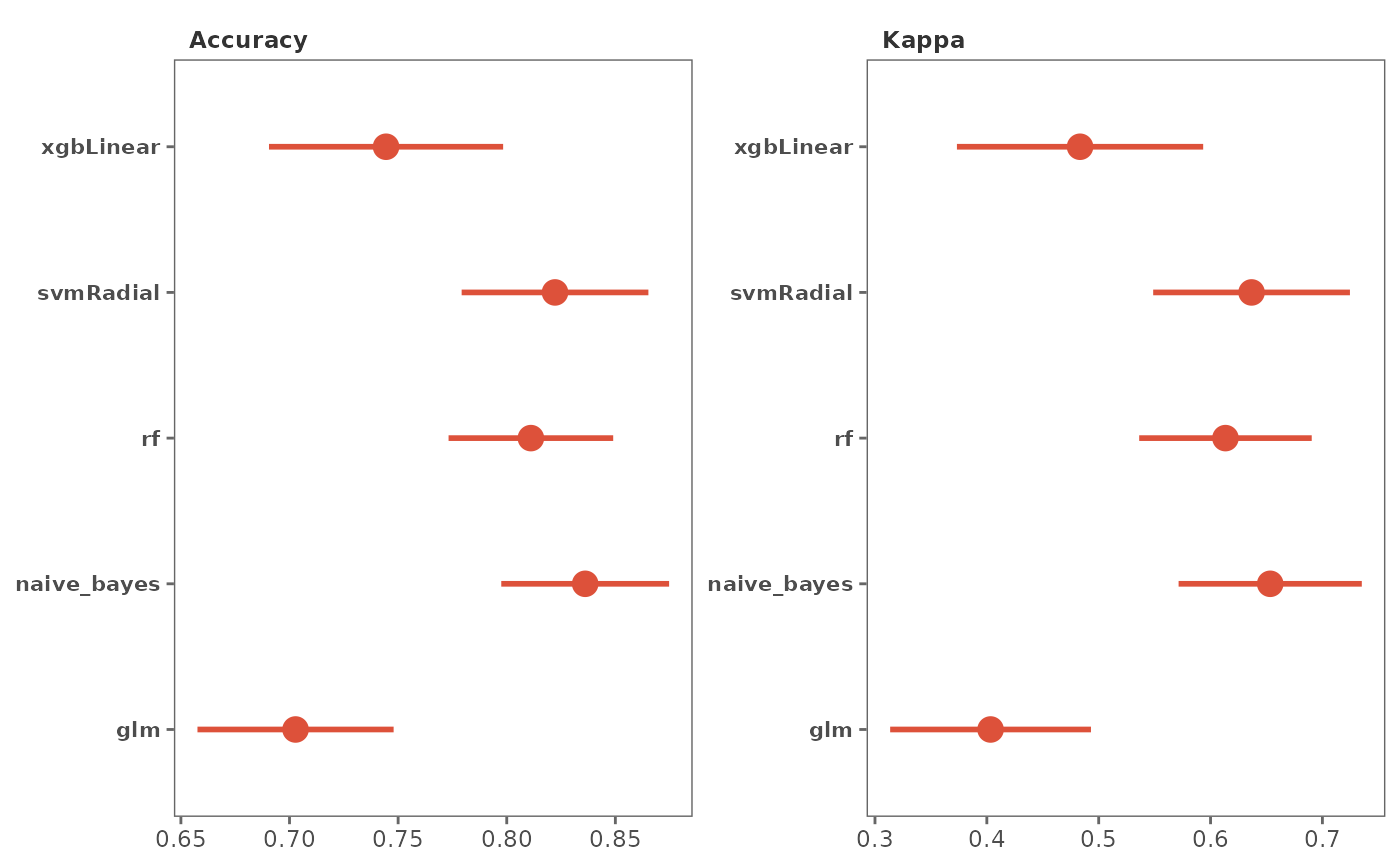 Accuracy
xgbLinear
svmRadial
rf
naive_bayes
glm
0.65 0.70 0.75 0.80 0.85
Kappa
xgbLinear
svmRadial
rf
naive_bayes
glm
0.3 0.4 0.5 0.6 0.7